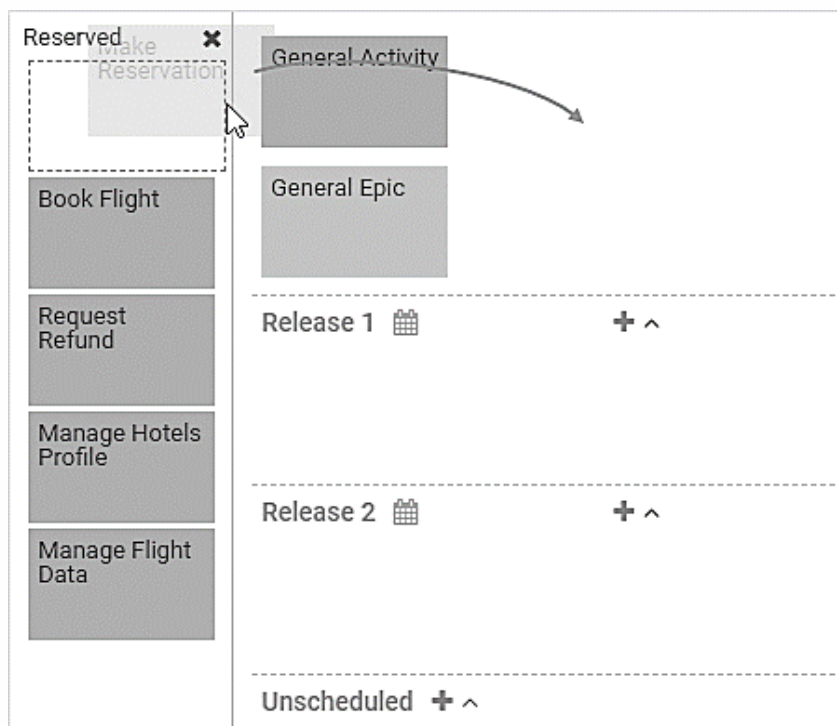 Reserved
Make
Reservation
Book Flight
Request
Refund
Manage Hotels
Profile
Manage Flight
Data
General Activity
General Epic
Release 1
Release 2
Unscheduled